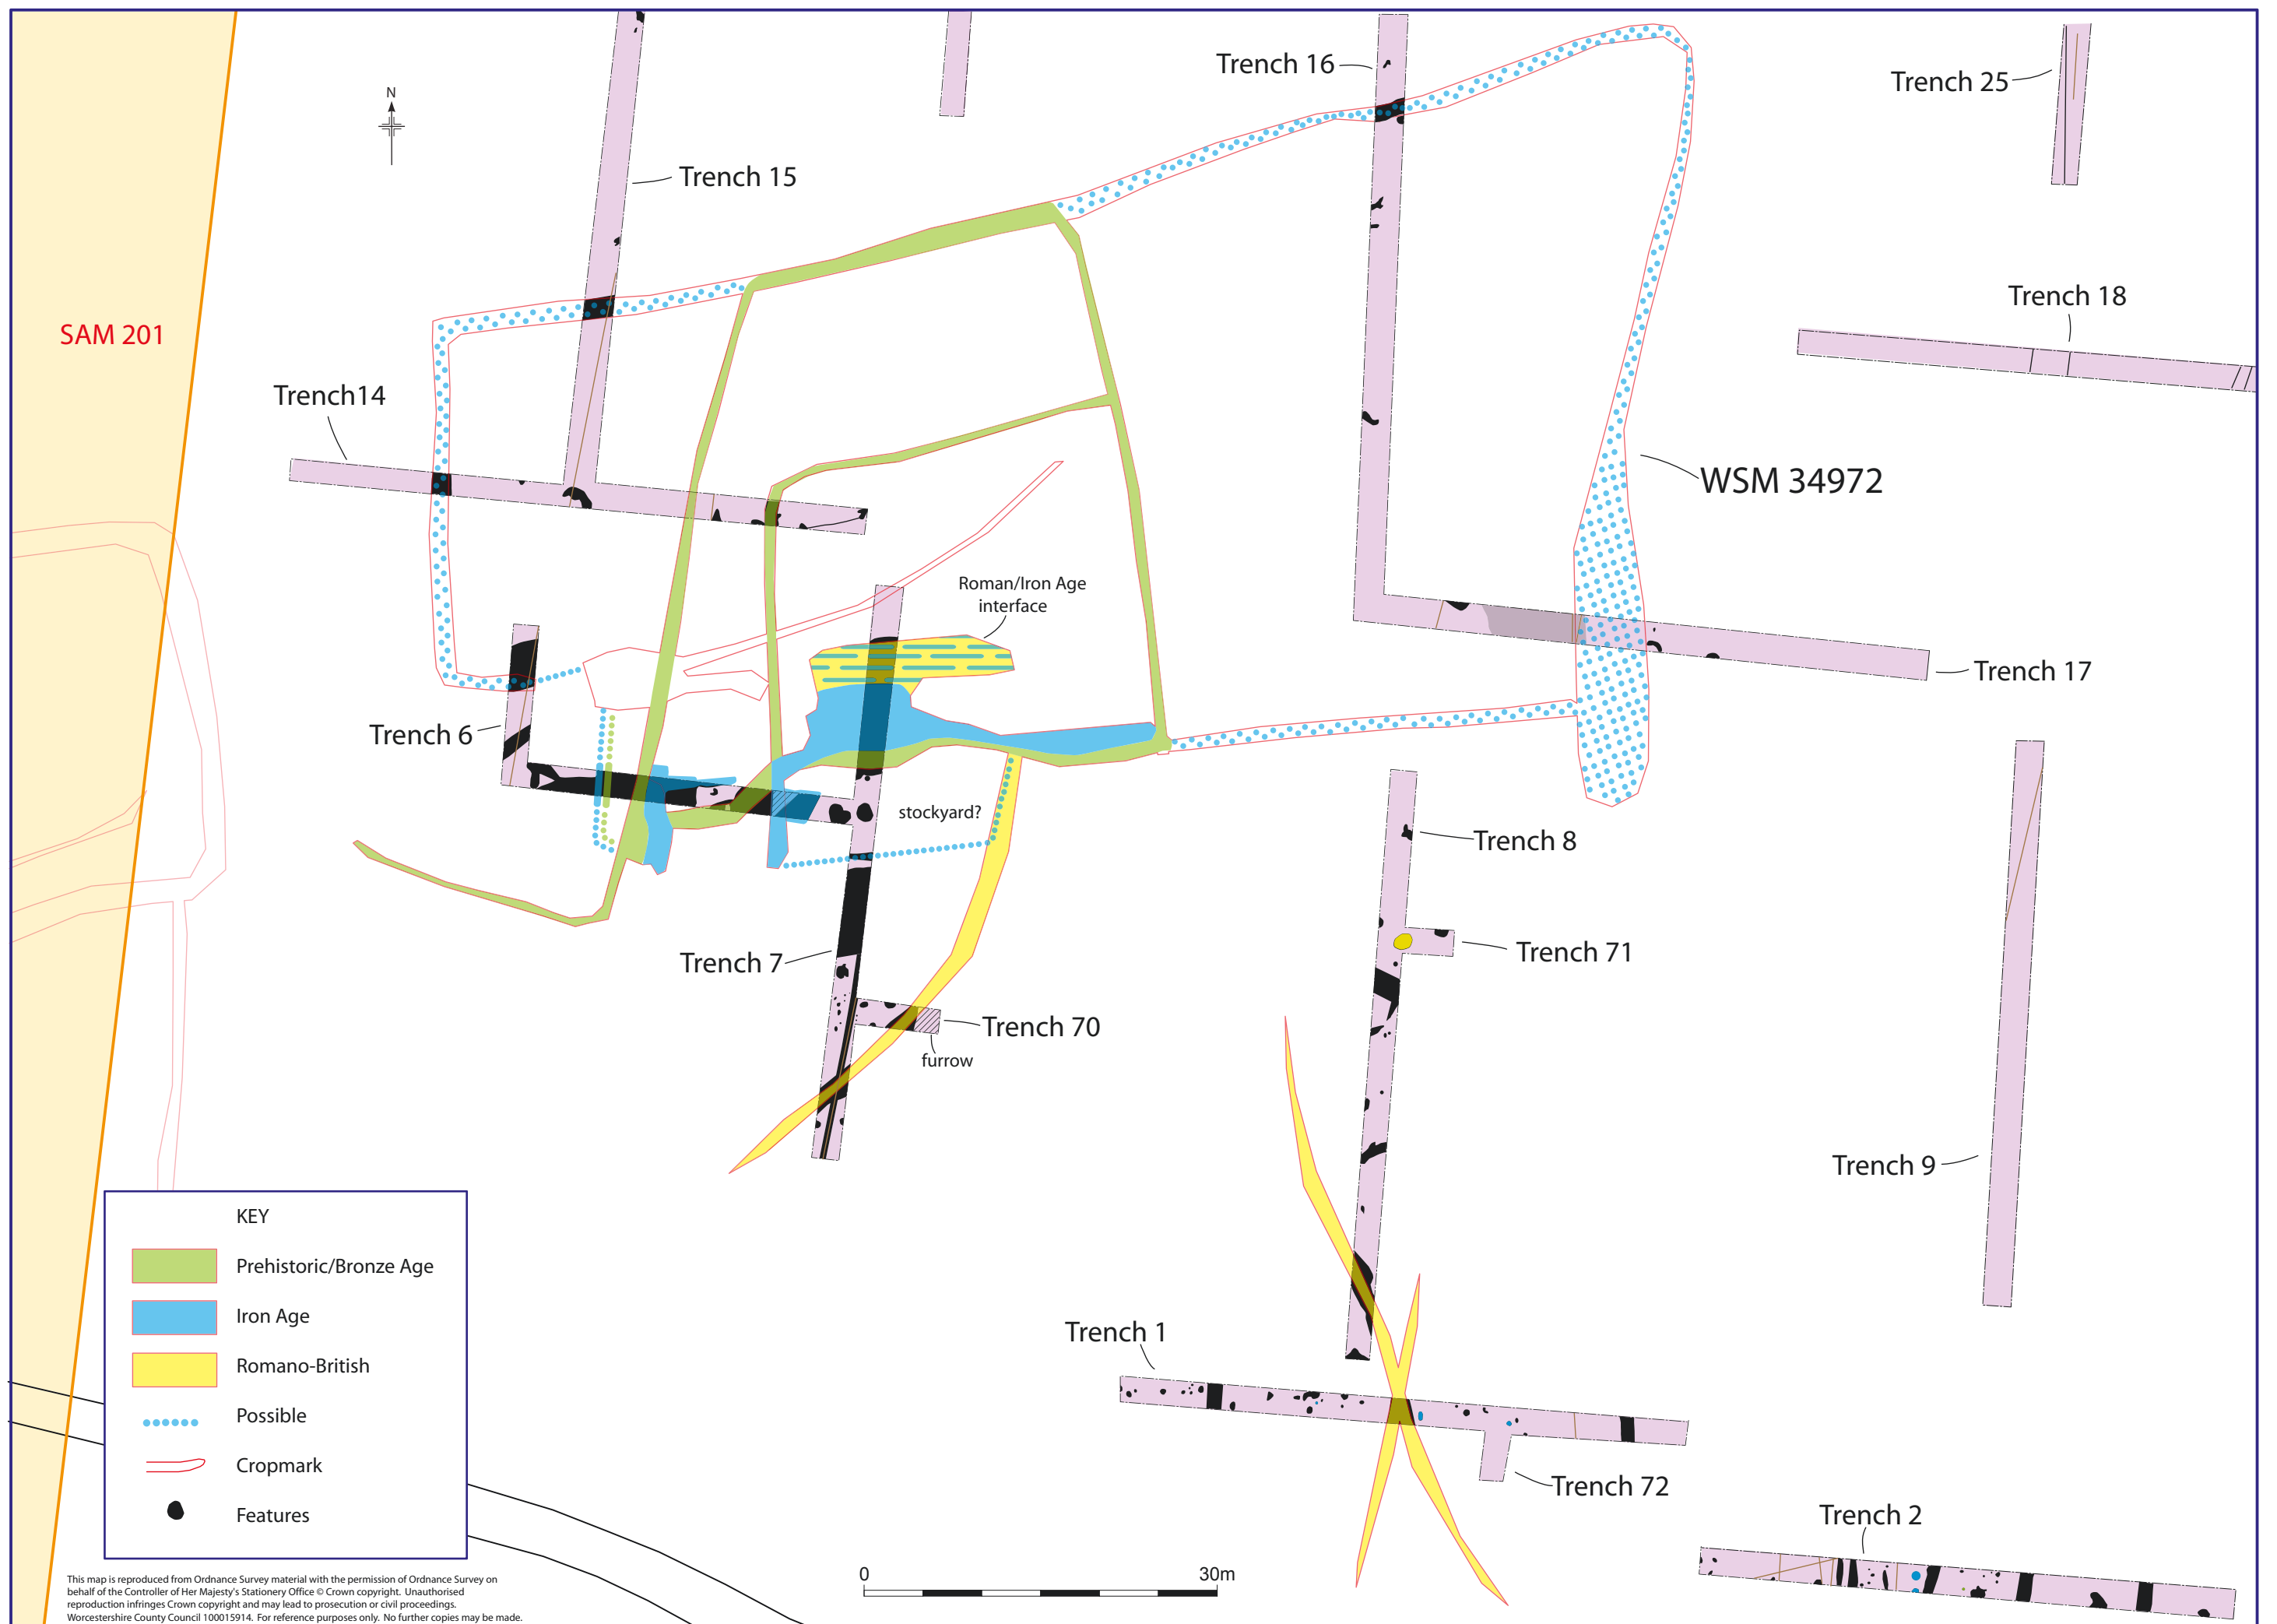 Trench 16
Trench 25
N
Trench 15
Trench 18
SAM 201
Trench14
WSM 34972
Roman/Iron Age
interface
Trench 17
Trench 6
stockyard?
Trench 8
Trench 7
Trench 71
Trench 70
furrow
Trench 9
KEY
Prehistoric/Bronze Age
Iron Age
Romano-British
Possible
Cropmark
Features
Trench 1
Trench 72
Trench 2
0 30m
This map is reproduced from Ordnance Survey material with the permission of Ordnance Survey on
behalf of the Controller of Her Majesty's Stationery Office © Crown copyright. Unauthorised
reproduction infringes Crown copyright and may lead to prosecution or civil proceedings.
Worcestershire County Council 100015914. For reference purposes only. No further copies may be made.